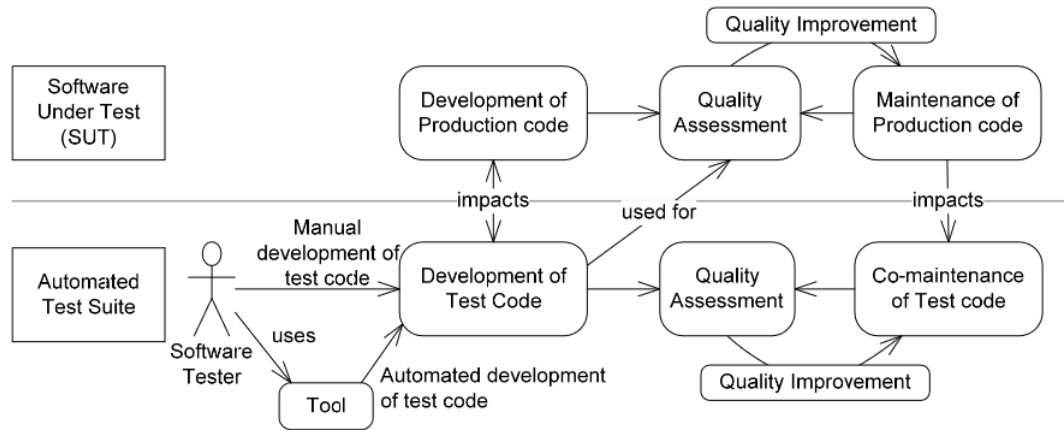 Quality Improvement
Software
Under Test
(SUT)
Development of
Production code
Quality
Assessment
Maintenance of
Production code
impacts
used for
impacts
Automated
Test Suite
Software
Tester
Manual
development of
test code
uses
Tool
Automated development
of test code
Development of
Test Code
Quality
Assessment
Co-maintenance
of Test code
Quality Improvement